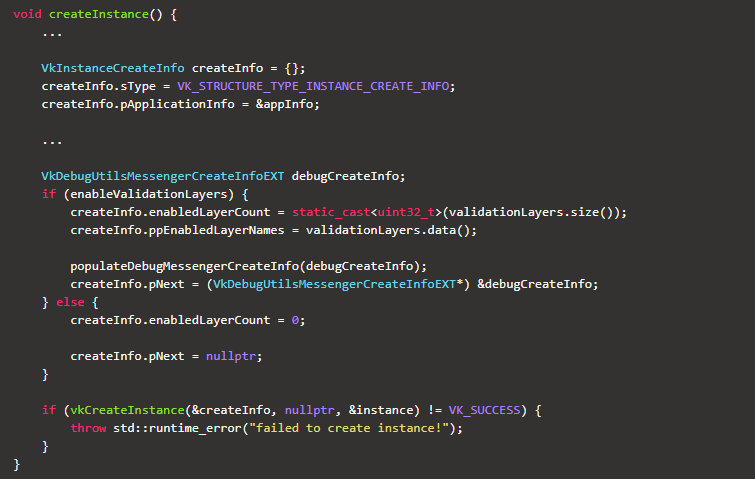 void createInstance() {
    ...

    VkInstanceCreateInfo createInfo = {};
    createInfo.sType = VK_STRUCTURE_TYPE_INSTANCE_CREATE_INFO;
    createInfo.pApplicationInfo = &appInfo;

    ...

    VkDebugUtilsMessengerCreateInfoEXT debugCreateInfo;
    if (enableValidationLayers) {
        createInfo.enabledLayerCount = static_cast<uint32_t>(validationLayers.size());
        createInfo.ppEnabledLayerNames = validationLayers.data();

        populateDebugMessengerCreateInfo(debugCreateInfo);
        createInfo.pNext = (VkDebugUtilsMessengerCreateInfoEXT*) &debugCreateInfo;
    } else {
        createInfo.enabledLayerCount = 0;

        createInfo.pNext = nullptr;
    }

    if (vkCreateInstance(&createInfo, nullptr, &instance) != VK_SUCCESS) {
        throw std::runtime_error("failed to create instance!");
    }
}